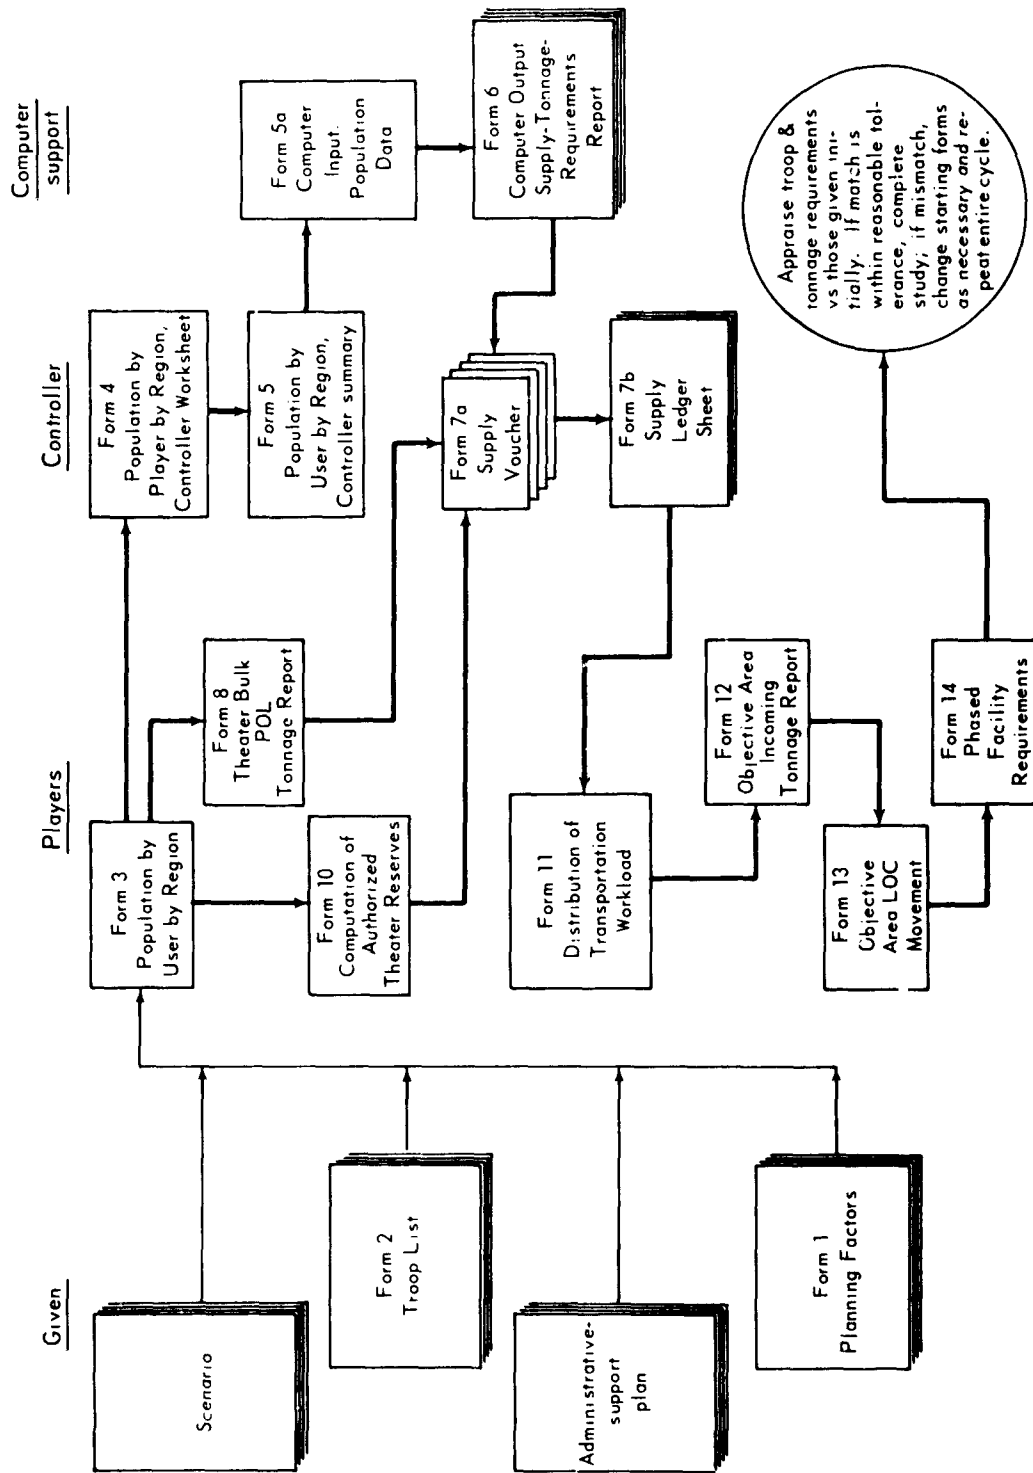 Given
Players
Controller
Computer
support
Scenario
Form 2
Troop List
Administrative-
support
plan
Form 1
Planning Factors
Form 3
Population by
User by Region
Form 8
Theater Bulk
POL
Tonnage Report
Form 10
Computation of
Authorized
Theater Reserves
Form 11
Distribution of
Transportation
Workload
Form 12
Objective Area
Incoming
Tonnage Report
Form 13
Objective
Area LOC
Movement
Form 14
Phased
Facility
Requirements
Form 4
Population by
Player by Region,
Controller Worksheet
Form 5
Population by
User by Region,
Controller summary
Form 7a
Supply
Voucher
Form 7b
Supply
Ledger
Sheet
Form 5a
Computer
Input
Population
Data
Form 6
Computer Output
Supply-Tonnage-
Requirements
Report
Appraise troop &
tonnage requirements
vs those given ini-
tially. If match is
within reasonable tol-
erance, complete
study; if mismatch,
change starting forms
as necessary and re-
peat entire cycle.